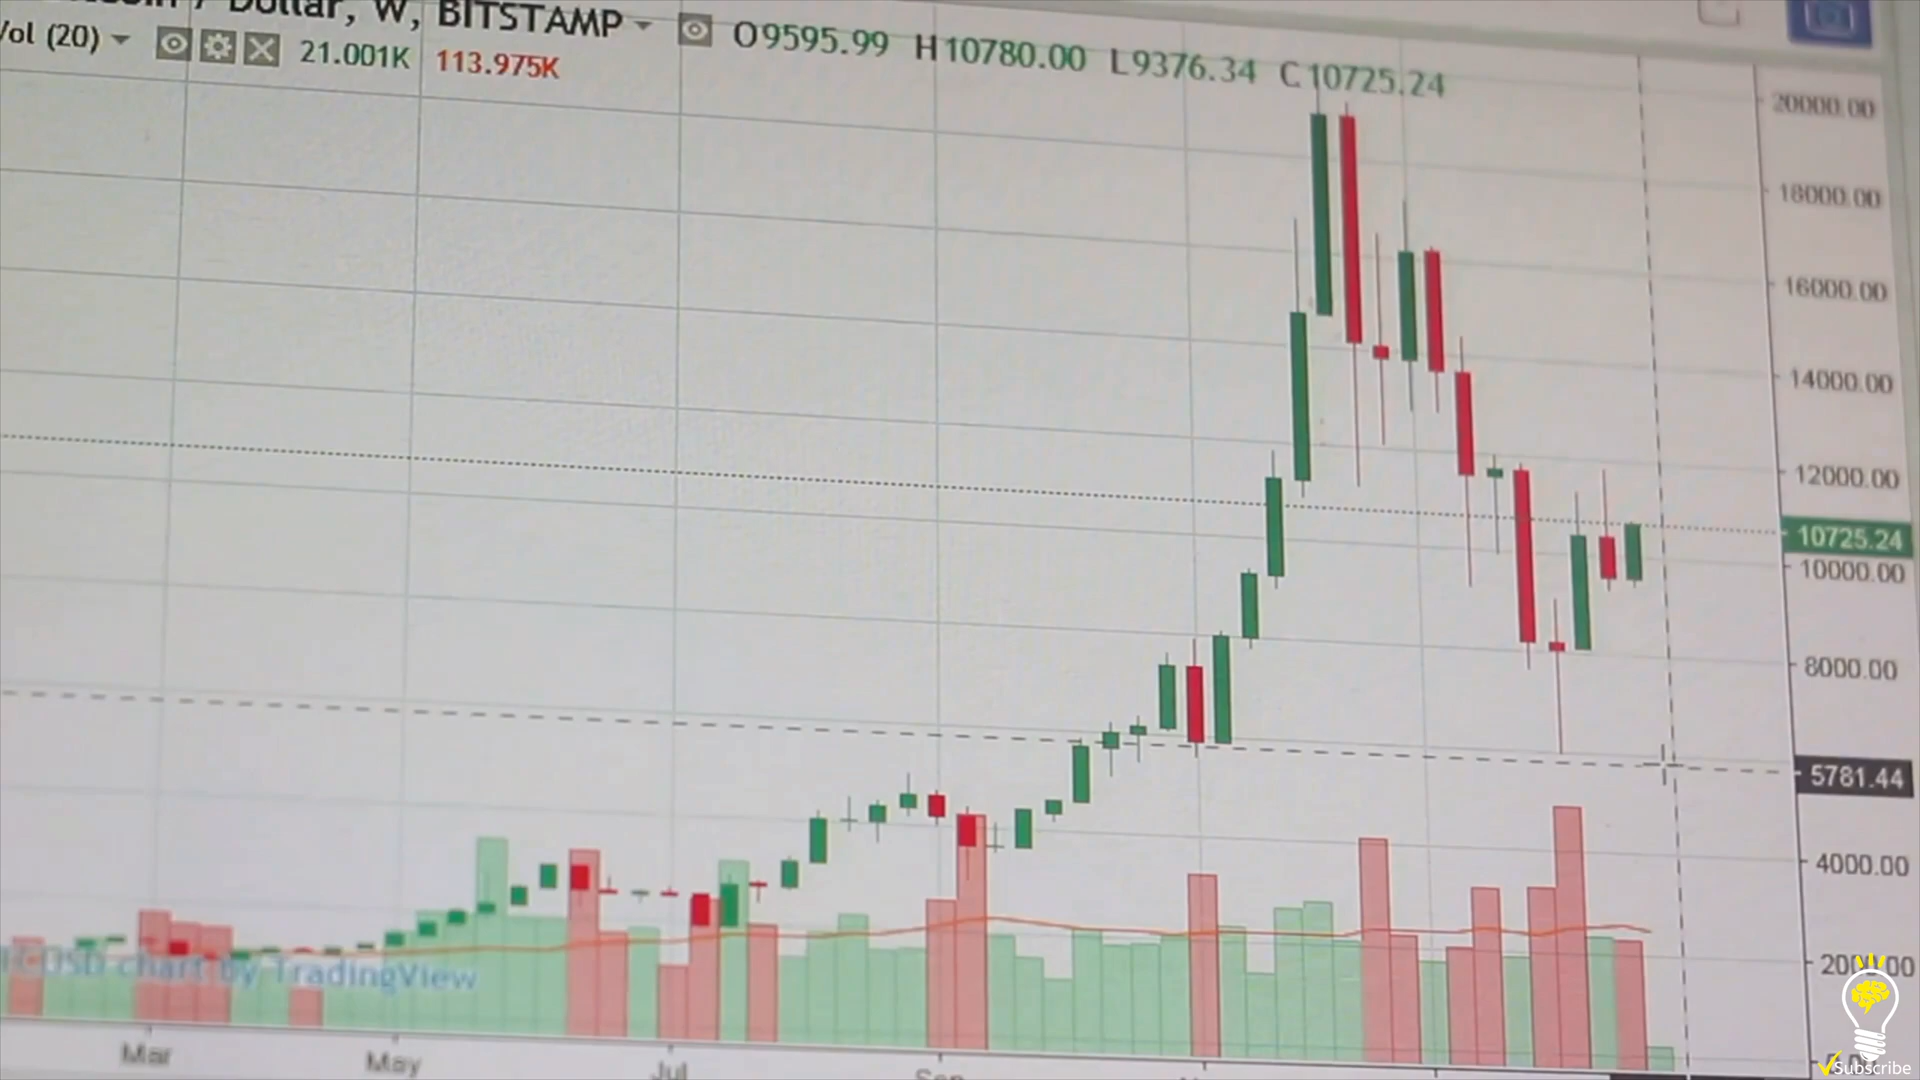 Dollar, W, BITSTAMP O9595.99 H10780.00 L9376.34 C10725.24
Vol (20) 21.001K 113.975K
20000.00
18000.00
16000.00
14000.00
12000.00
10725.24
10000.00
8000.00
5781.44
4000.00
chart by TradingView
Mar May Jul Sep
Subscribe